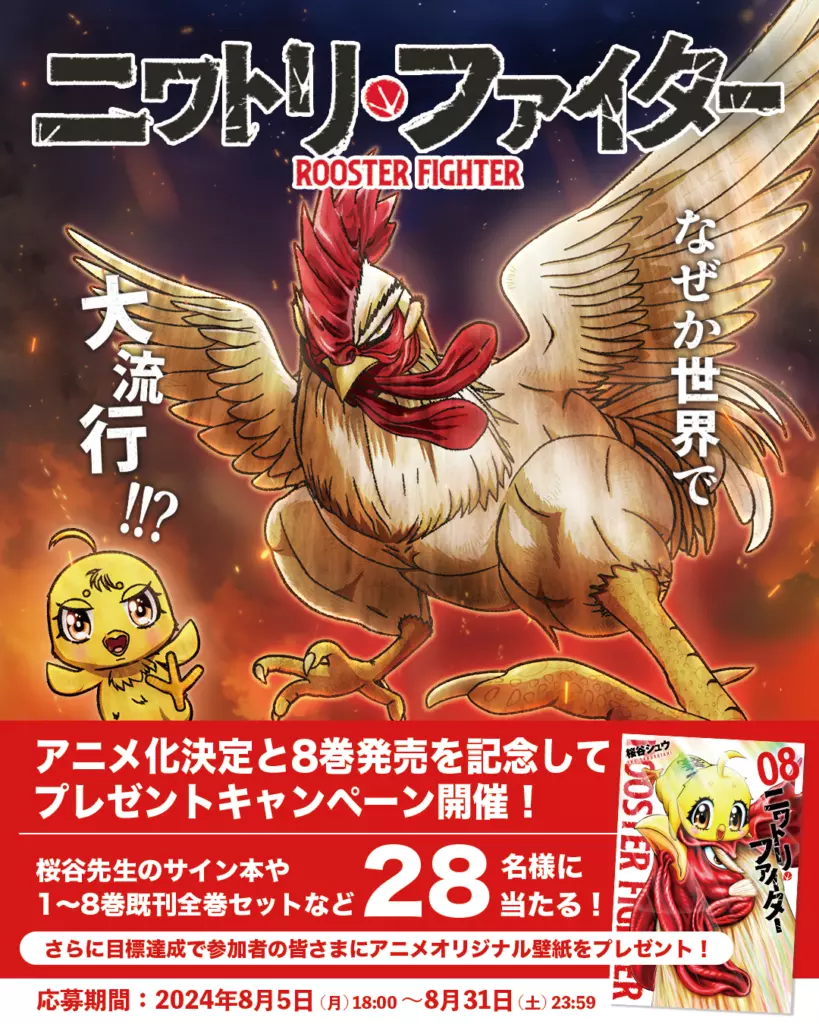 ニワトリ・ファイター
ROOSTER FIGHTER
なぜか世界で
大流行!!?
アニメ化決定と8巻発売を記念して
プレゼントキャンペーン開催！
桜谷先生のサイン本や
1〜8巻既刊全巻セットなど
28
名様に
当たる！
さらに目標達成で参加者の皆さまにアニメオリジナル壁紙をプレゼント！
応募期間：2024年8月5日（月）18:00 〜8月31日（土）23:59
桜谷シュウ
08
ニワトリ・
ファイター
ROOSTER FIGHTER